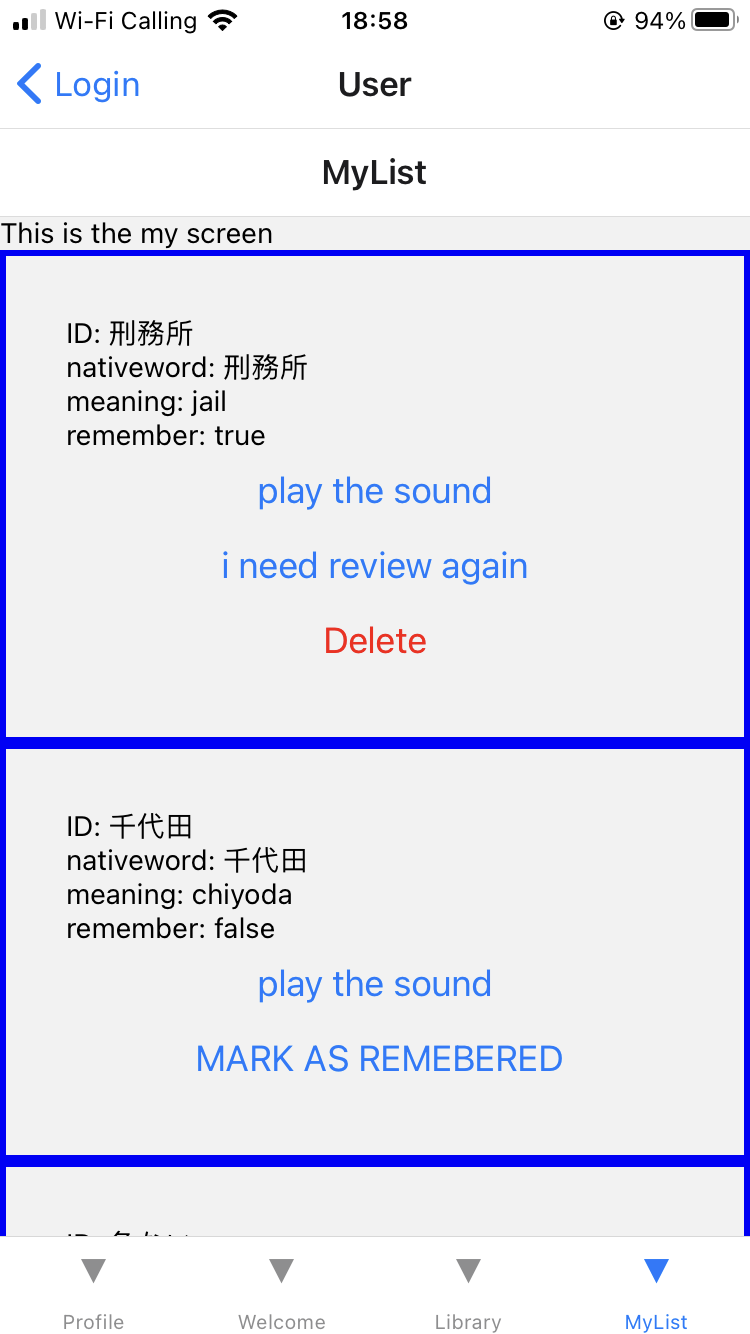 Wi-Fi Calling 18:58 94%
Login User
MyList
This is the my screen
ID: 刑務所
nativeword: 刑務所
meaning: jail
remember: true
play the sound
i need review again
Delete
ID: 千代田
nativeword: 千代田
meaning: chiyoda
remember: false
play the sound
MARK AS REMEBERED
Profile Welcome Library MyList